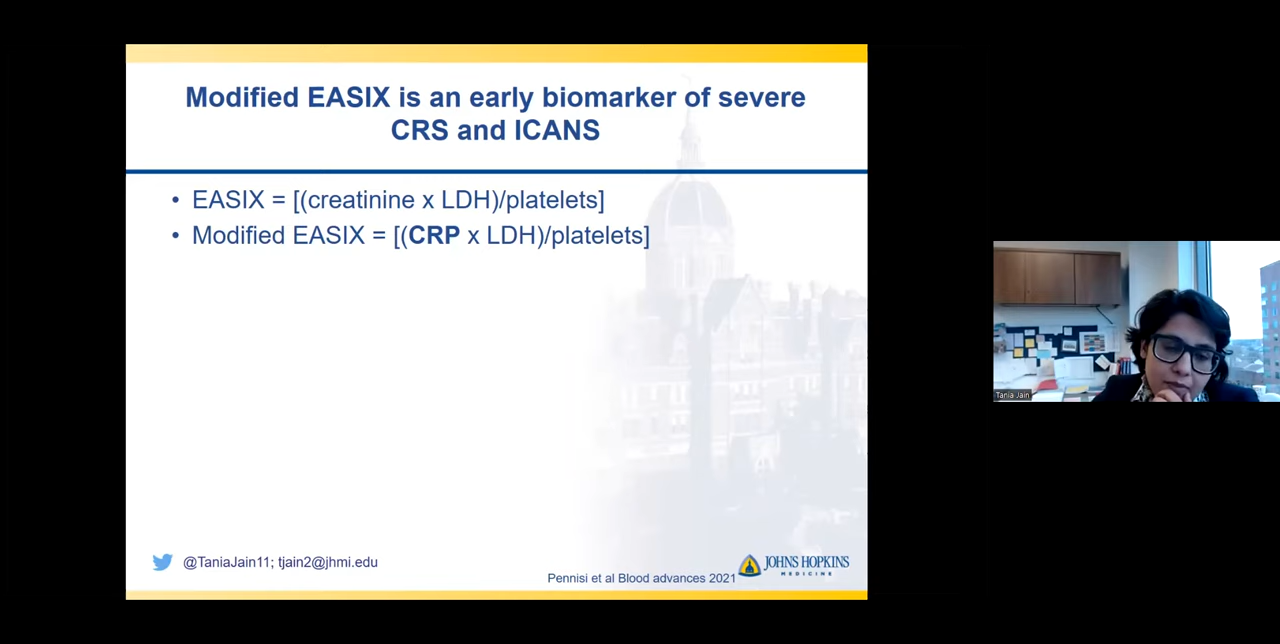 Modified EASIX is an early biomarker of severe
CRS and ICANS
• EASIX = [(creatinine x LDH)/platelets]
• Modified EASIX = [(CRP x LDH)/platelets]
@TaniaJain11; tjain2@jhmi.edu
Pennisi et al Blood advances 2021
JOHNS HOPKINS
MEDICINE
Tania Jain